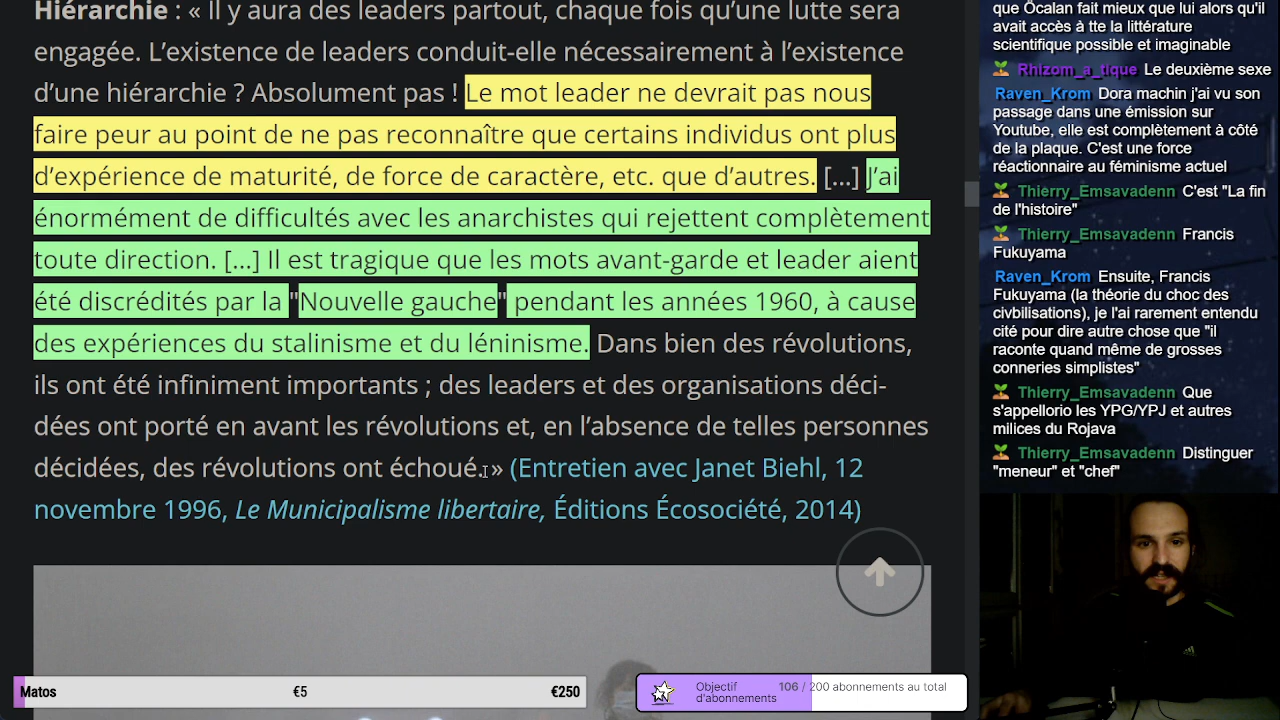 Hiérarchie : « Il y aura des leaders partout, chaque fois qu’une lutte sera
engagée. L’existence de leaders conduit-elle nécessairement à l’existence
d’une hiérarchie ? Absolument pas ! Le mot leader ne devrait pas nous
faire peur au point de ne pas reconnaître que certains individus ont plus
d’expérience de maturité, de force de caractère, etc. que d’autres. [...] J’ai
énormément de difficultés avec les anarchistes qui rejettent complètement
toute direction. [...] Il est tragique que les mots avant-garde et leader aient
été discrédités par la "Nouvelle gauche" pendant les années 1960, à cause
des expériences du stalinisme et du léninisme. Dans bien des révolutions,
ils ont été infiniment importants ; des leaders et des organisations déci-
dées ont porté en avant les révolutions et, en l’absence de telles personnes
décidées, des révolutions ont échoué. » (Entretien avec Janet Biehl, 12
novembre 1996, Le Municipalisme libertaire, Éditions Écosociété, 2014)
Matos €5 €250
Objectif
d'abonnements
106 / 200 abonnements au total
que Öcalan fait mieux que lui alors qu'il
avait accès à tte la littérature
scientifique possible et imaginable
Rhizom_a_tique Le deuxième sexe
Raven_Krom Dora machin j'ai vu son
passage dans une émission sur
Youtube, elle est complètement à côté
de la plaque. C'est une force
réactionnaire au féminisme actuel
Thierry_Emsavadenn C'est "La fin
de l'histoire"
Thierry_Emsavadenn Francis
Fukuyama
Raven_Krom Ensuite, Francis
Fukuyama (la théorie du choc des
civbilisations), je l'ai rarement entendu
cité pour dire autre chose que "il
raconte quand même de grosses
conneries simplistes"
Thierry_Emsavadenn Que
s'appellorio les YPG/YPJ et autres
milices du Rojava
Thierry_Emsavadenn Distinguer
"meneur" et "chef"